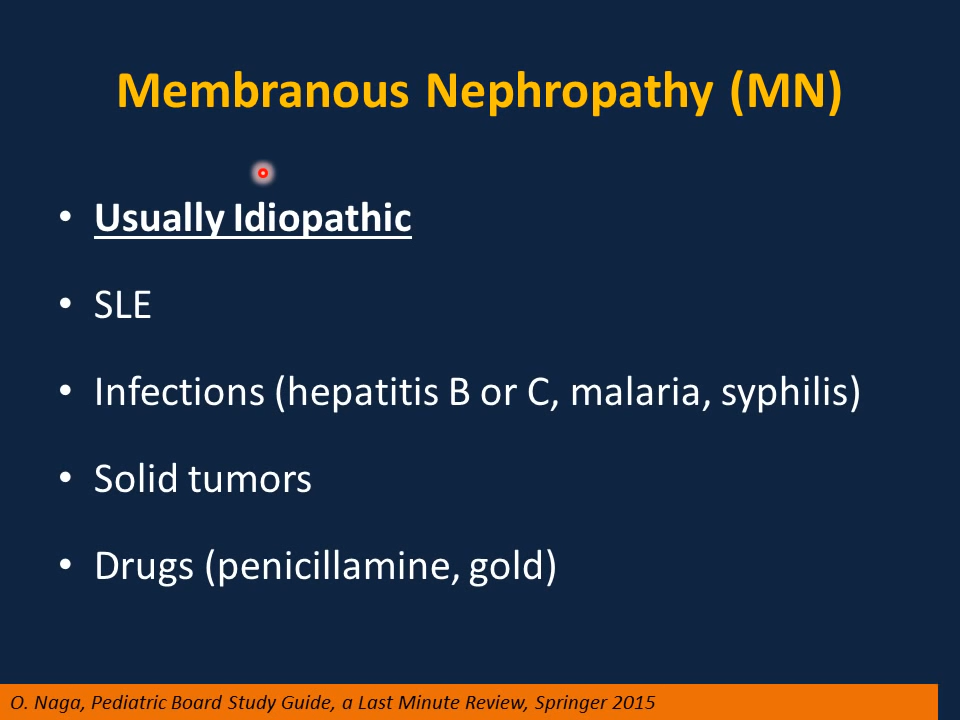 Membranous Nephropathy (MN)
• Usually Idiopathic
• SLE
• Infections (hepatitis B or C, malaria, syphilis)
• Solid tumors
• Drugs (penicillamine, gold)
O. Naga, Pediatric Board Study Guide, a Last Minute Review, Springer 2015